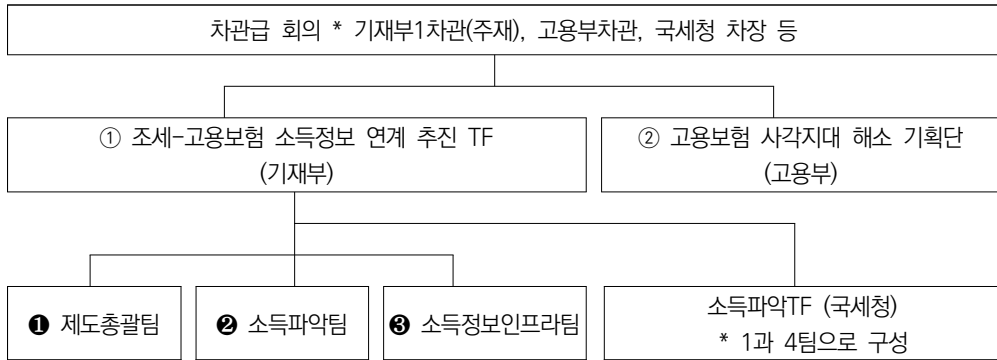 차관급 회의 * 기재부1차관(주재), 고용부차관, 국세청 차장 등
① 조세-고용보험 소득정보 연계 추진 TF
(기재부)
② 고용보험 사각지대 해소 기획단
(고용부)
❶ 제도총괄팀
❷ 소득파악팀
❸ 소득정보인프라팀
소득파악TF (국세청)
* 1과 4팀으로 구성